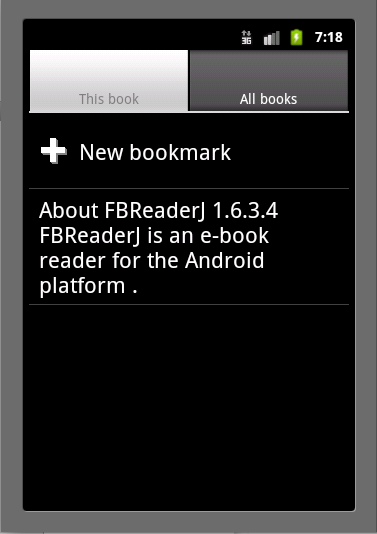 3G 7:18
This book All books
New bookmark
About FBReaderJ 1.6.3.4
FBReaderJ is an e-book
reader for the Android
platform .